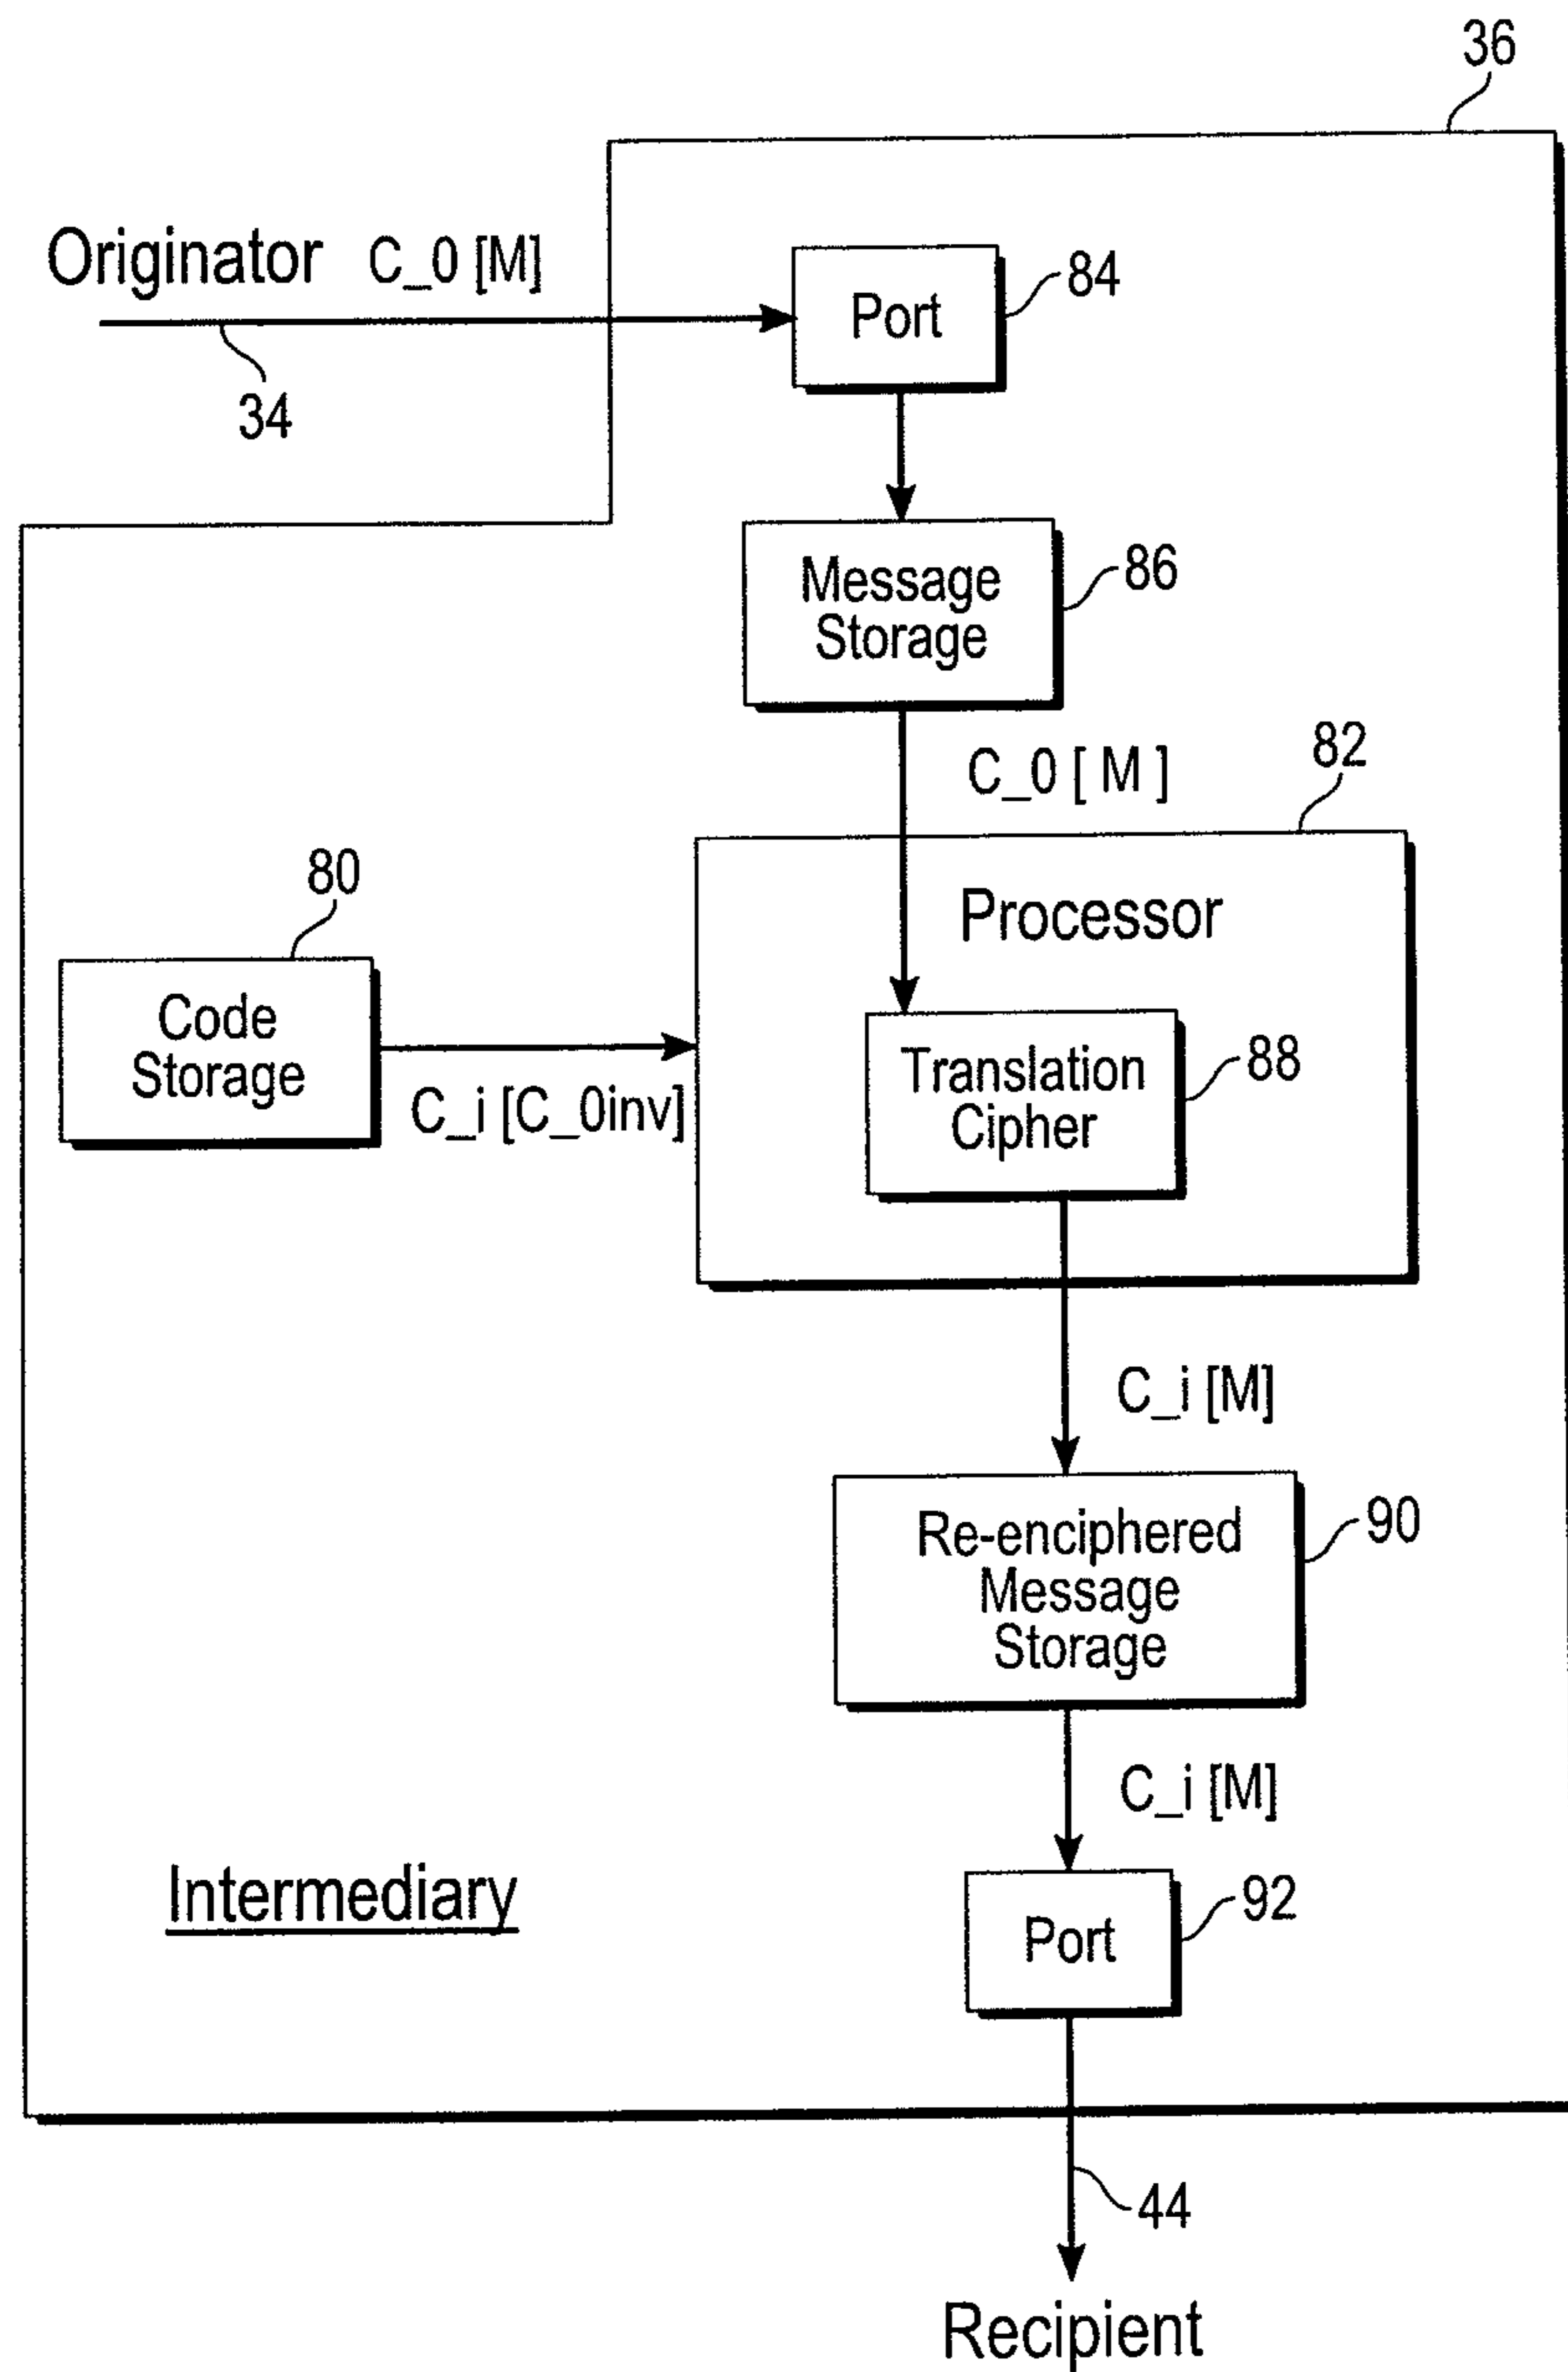 36
Originator C_0 [M]
34
Port
84
Message
Storage
86
C_0 [ M ]
82
Processor
80
Code
Storage
C_i [C_0inv]
Translation
Cipher
88
C_i [M]
Re-enciphered
Message
Storage
90
C_i [M]
Intermediary
Port
92
44
Recipient